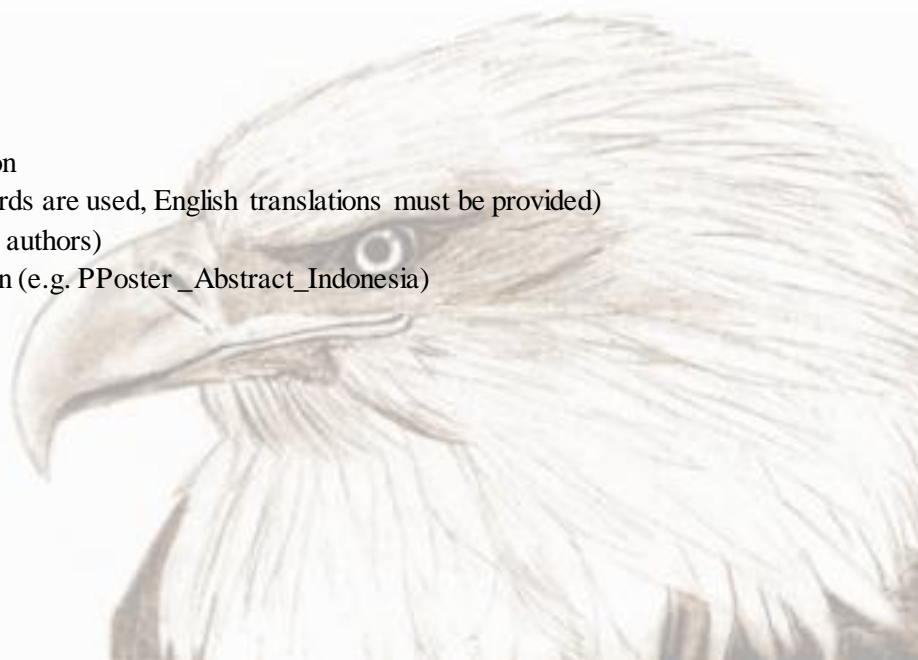 on
rds are used, English translations must be provided)
authors)
n (e.g. PPoster _Abstract_Indonesia)